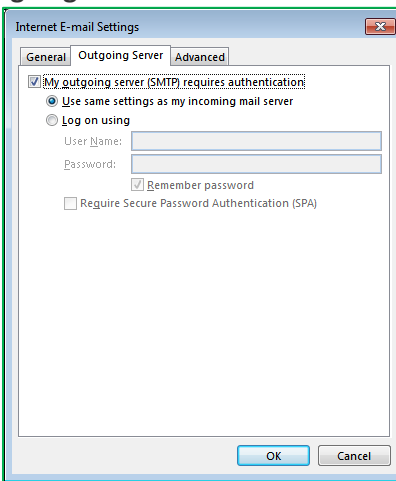 Internet E-mail Settings
General Outgoing Server Advanced
My outgoing server (SMTP) requires authentication
Use same settings as my incoming mail server
Log on using
User Name:
Password:
Remember password
Require Secure Password Authentication (SPA)
OK Cancel